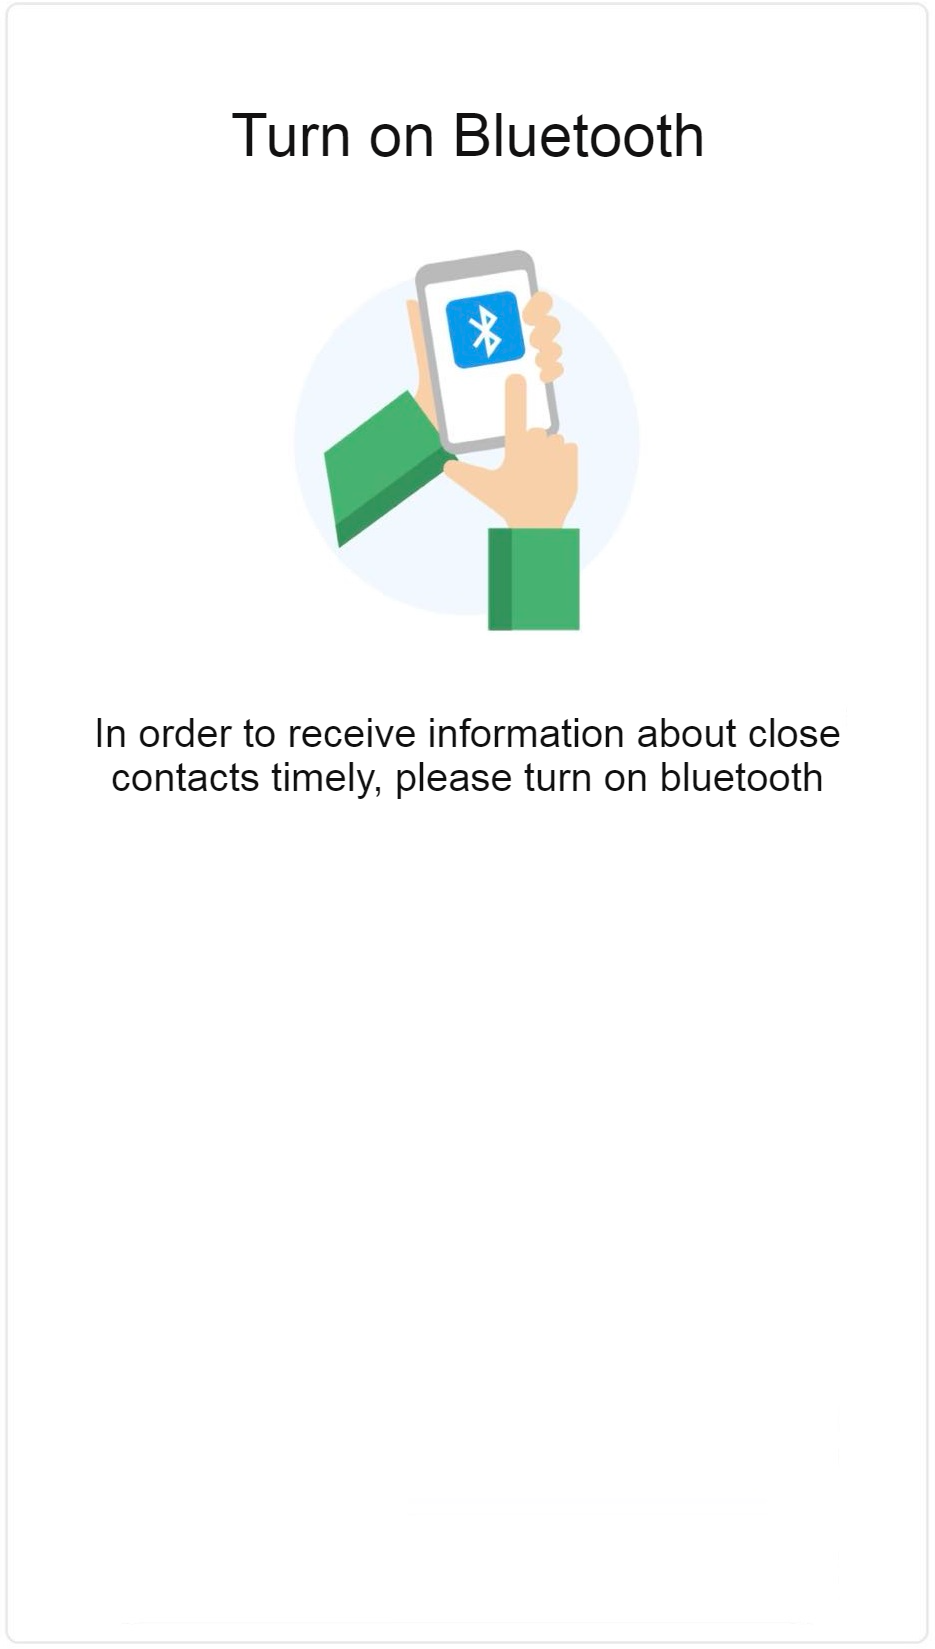 Turn on Bluetooth
In order to receive information about close
contacts timely, please turn on bluetooth